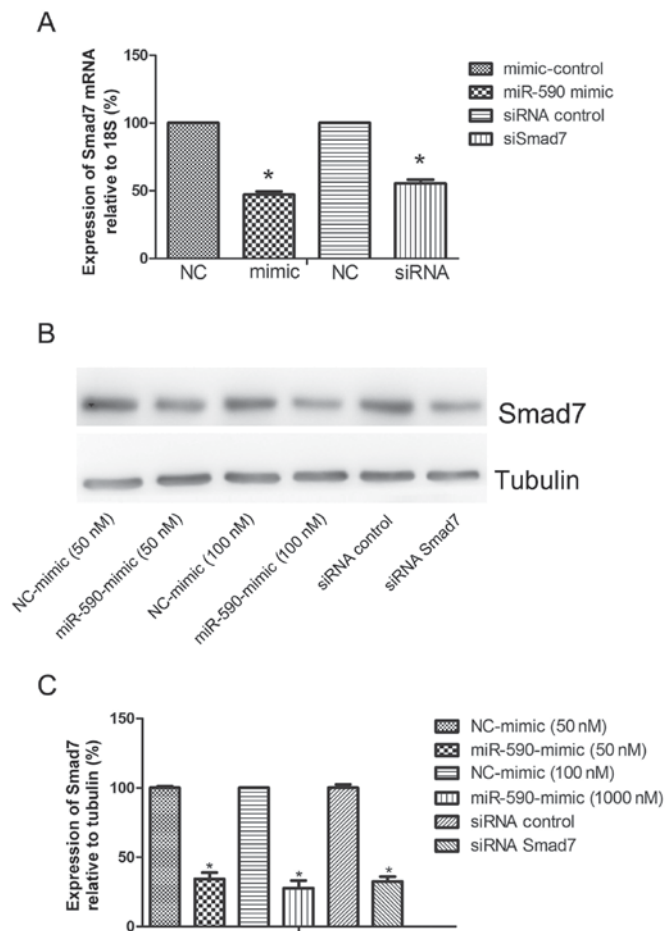 A
Expression of Smad7 mRNA
relative to 18S (%)
150
100
50
0
*
*
NC
mimic
NC
siRNA
mimic-control
miR-590 mimic
siRNA control
siSmad7
B
Smad7
Tubulin
NC-mimic (50 nM)
miR-590-mimic (50 nM)
NC-mimic (100 nM)
miR-590-mimic (100 nM)
siRNA control
siRNA Smad7
C
Expression of Smad7
relative to tubulin (%)
150
100
50
0
*
*
*
NC-mimic (50 nM)
miR-590-mimic (50 nM)
NC-mimic (100 nM)
miR-590-mimic (1000 nM)
siRNA control
siRNA Smad7